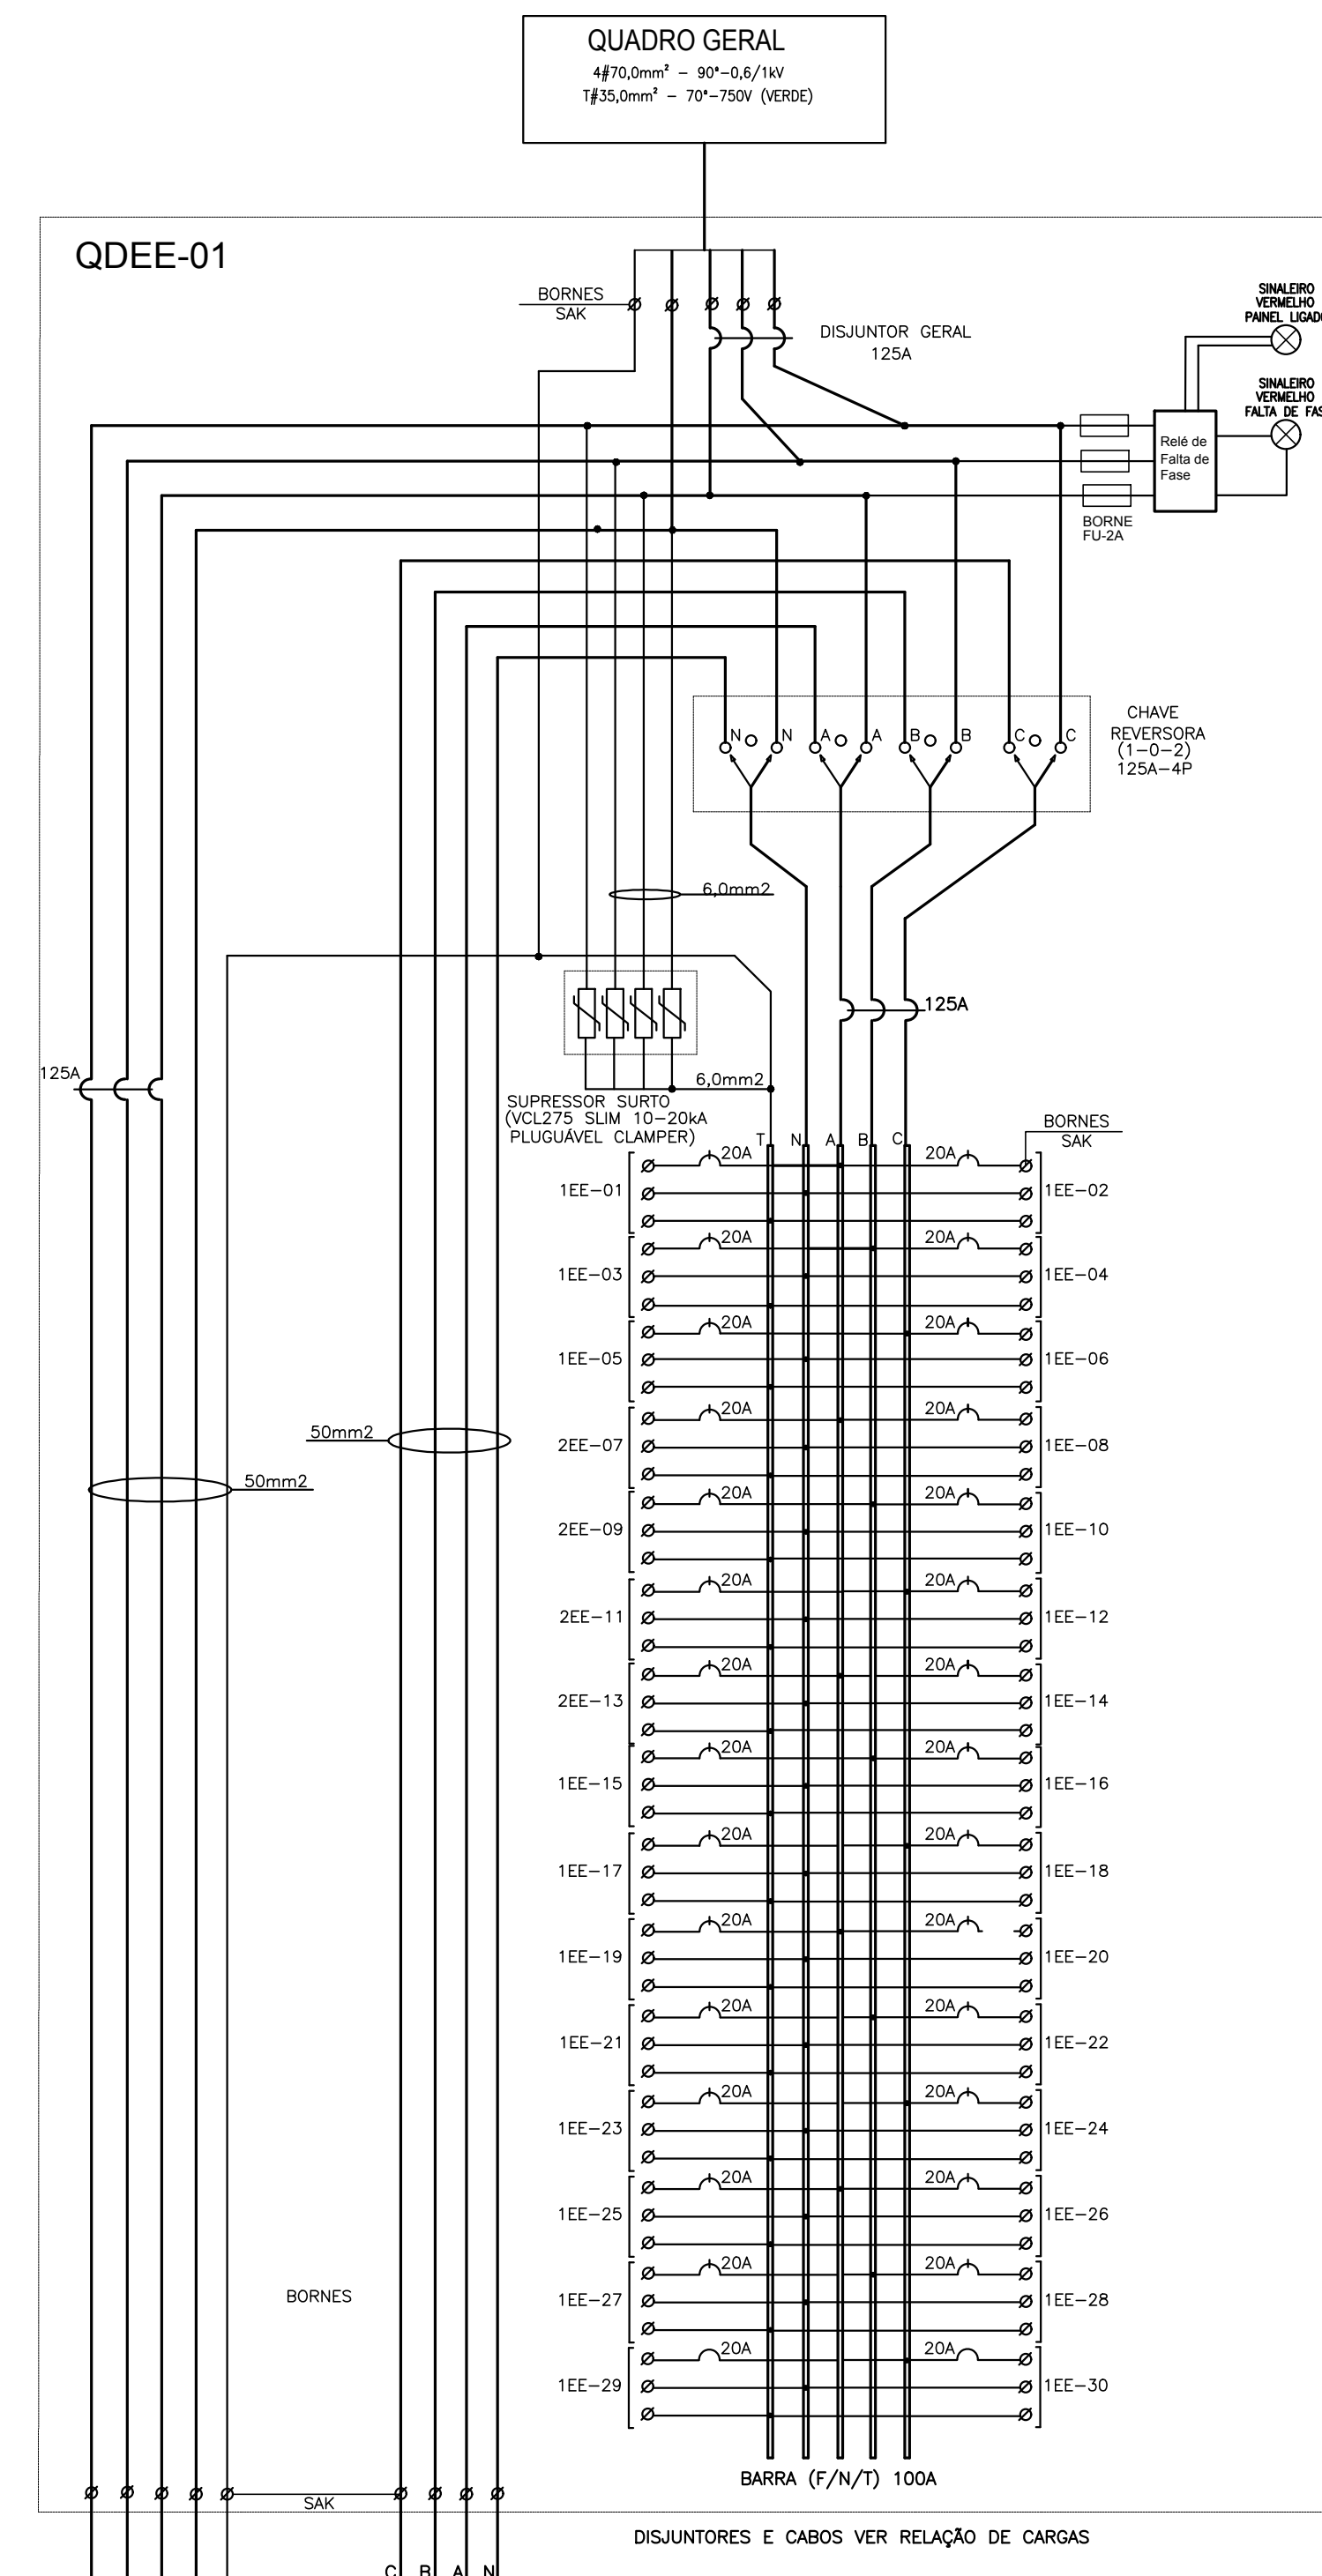 QUADRO GERAL
4#70,0mm² – 90°-0,6/1kV
T#35,0mm² – 70°-750V (VERDE)
QDEE-01
BORNES
SAK
DISJUNTOR GERAL
125A
SINALEIRO
VERMELHO
PAINEL LIGADO
SINALEIRO
VERMELHO
FALTA DE FAS
Relé de
Falta de
Fase
BORNE
FU-2A
N N A A B B C C
CHAVE
REVERSORA
(1-0-2)
125A-4P
6,0mm2
125A
125A
6,0mm2
SUPRESSOR SURTO
(VCL275 SLIM 10-20kA
PLUGUÁVEL CLAMPER)
BORNES
SAK
T N A B C
20A 20A
1EE-01 1EE-02
20A 20A
1EE-03 1EE-04
20A 20A
1EE-05 1EE-06
20A 20A
2EE-07 1EE-08
50mm2
50mm2
20A 20A
2EE-09 1EE-10
20A 20A
2EE-11 1EE-12
20A 20A
2EE-13 1EE-14
20A 20A
1EE-15 1EE-16
20A 20A
1EE-17 1EE-18
20A 20A
1EE-19 1EE-20
20A 20A
1EE-21 1EE-22
20A 20A
1EE-23 1EE-24
20A 20A
1EE-25 1EE-26
20A 20A
1EE-27 1EE-28
BORNES
20A 20A
1EE-29 1EE-30
BARRA (F/N/T) 100A
SAK
DISJUNTORES E CABOS VER RELAÇÃO DE CARGAS
C B A N